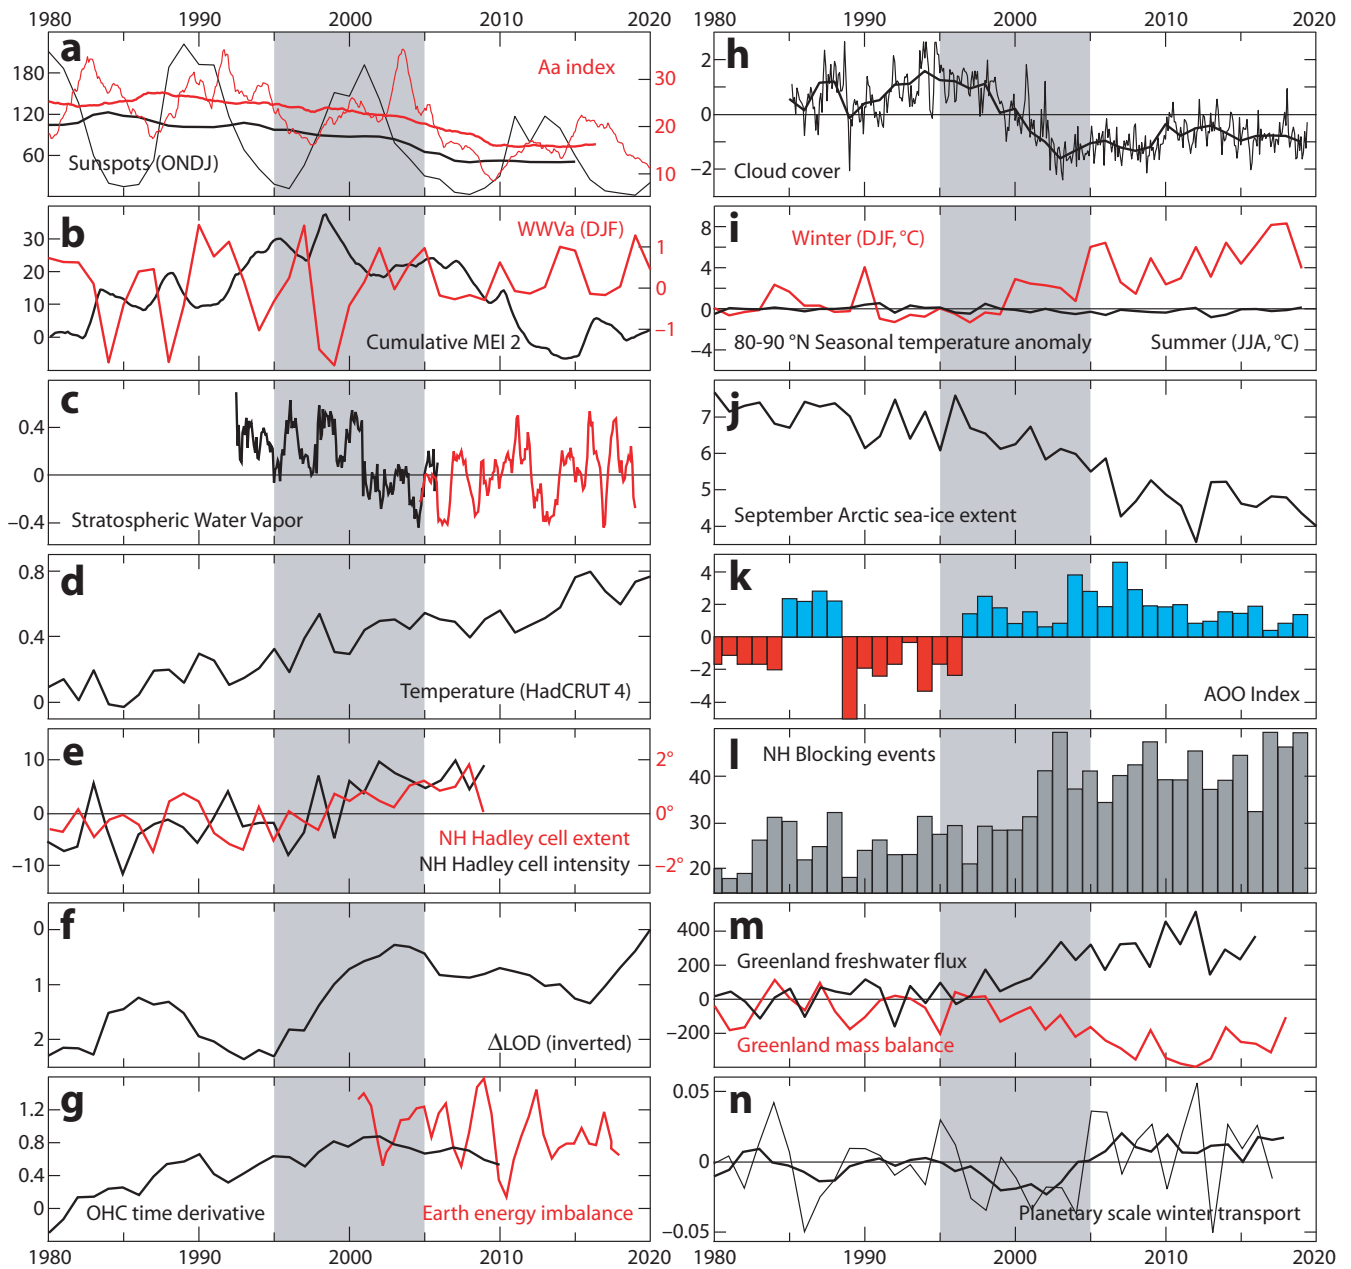 1980 1990 2000 2010 2020
a
180
120
60
Aa index
30
20
10
Sunspots (ONDJ)
b
30
20
10
0
WWVa (DJF)
1
0
−1
Cumulative MEI 2
c
0.4
0
−0.4
Stratospheric Water Vapor
d
0.8
0.4
0
Temperature (HadCRUT 4)
e
10
0
−10
2°
0°
−2°
NH Hadley cell extent
NH Hadley cell intensity
f
0
1
2
ΔLOD (inverted)
g
1.2
0.8
0.4
0
OHC time derivative
Earth energy imbalance
1980 1990 2000 2010 2020
1980 1990 2000 2010 2020
h
2
0
−2
Cloud cover
i
8
4
0
−4
Winter (DJF, °C)
80-90 °N Seasonal temperature anomaly
Summer (JJA, °C)
j
7
6
5
4
September Arctic sea-ice extent
k
4
2
0
−2
−4
AOO Index
l
NH Blocking events
40
30
20
m
400
200
0
−200
Greenland freshwater flux
Greenland mass balance
n
0.05
0
−0.05
Planetary scale winter transport
1980 1990 2000 2010 2020